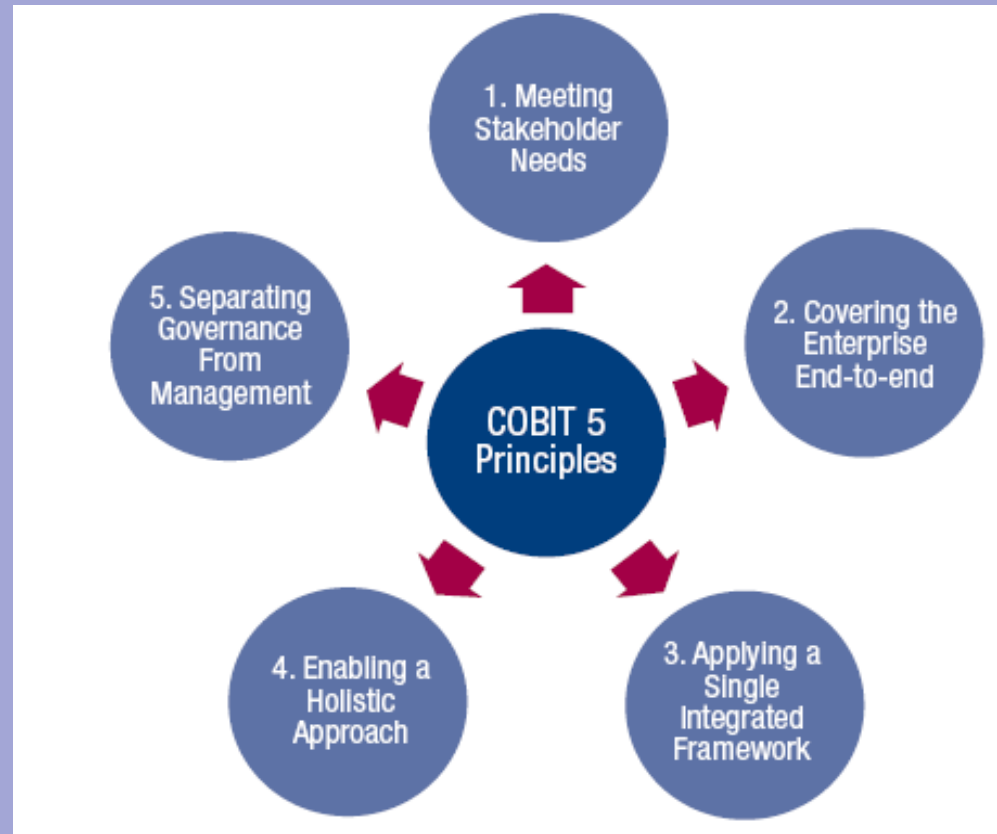 1. Meeting
Stakeholder
Needs
2. Covering the
Enterprise
End-to-end
3. Applying a
Single
Integrated
Framework
4. Enabling a
Holistic
Approach
5. Separating
Governance
From
Management
COBIT 5
Principles